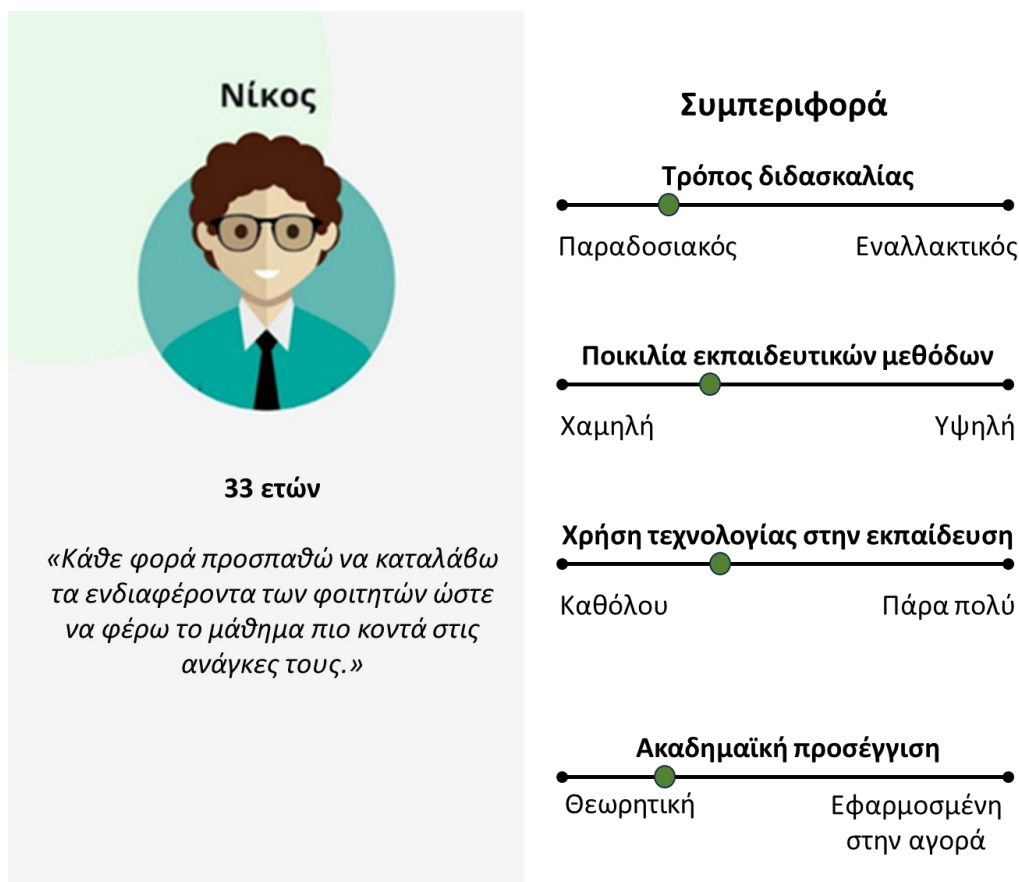 Νίκος
33 ετών
«Κάθε φορά προσπαθώ να καταλάβω
τα ενδιαφέροντα των φοιτητών ώστε
να φέρω το μάθημα πιο κοντά στις
ανάγκες τους.»
Συμπεριφορά
Τρόπος διδασκαλίας
Παραδοσιακός Εναλλακτικός
Ποικιλία εκπαιδευτικών μεθόδων
Χαμηλή Υψηλή
Χρήση τεχνολογίας στην εκπαίδευση
Καθόλου Πάρα πολύ
Ακαδημαϊκή προσέγγιση
Θεωρητική Εφαρμοσμένη
στην αγορά